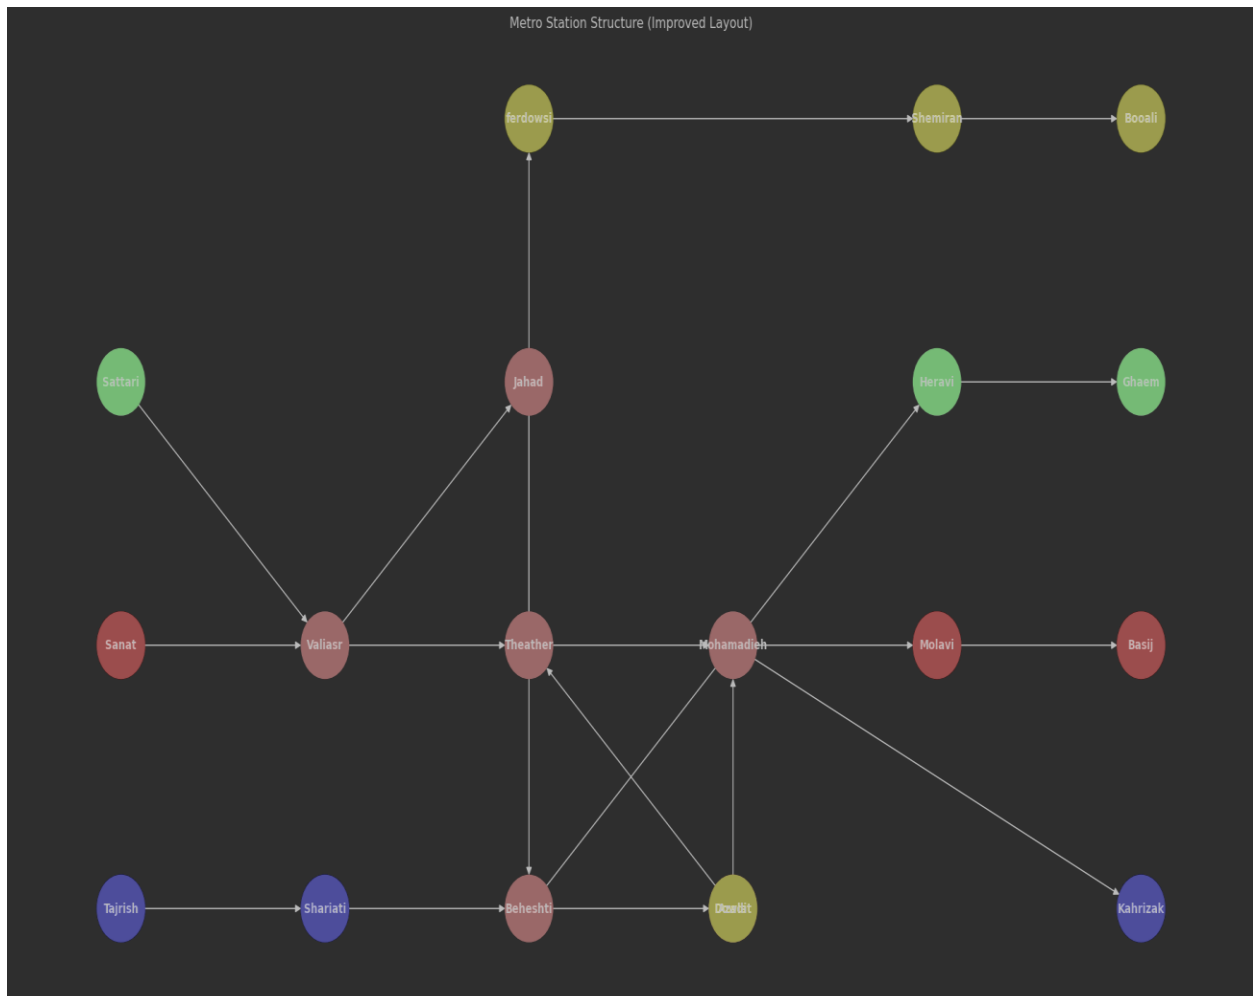 Metro Station Structure (Improved Layout)
ferdowsi
Shemiran
Booali
Sattari
Jahad
Heravi
Ghaem
Sanat
Valiasr
Theather
Mohamadieh
Molavi
Basij
Tajrish
Shariati
Beheshti
Kahrizak